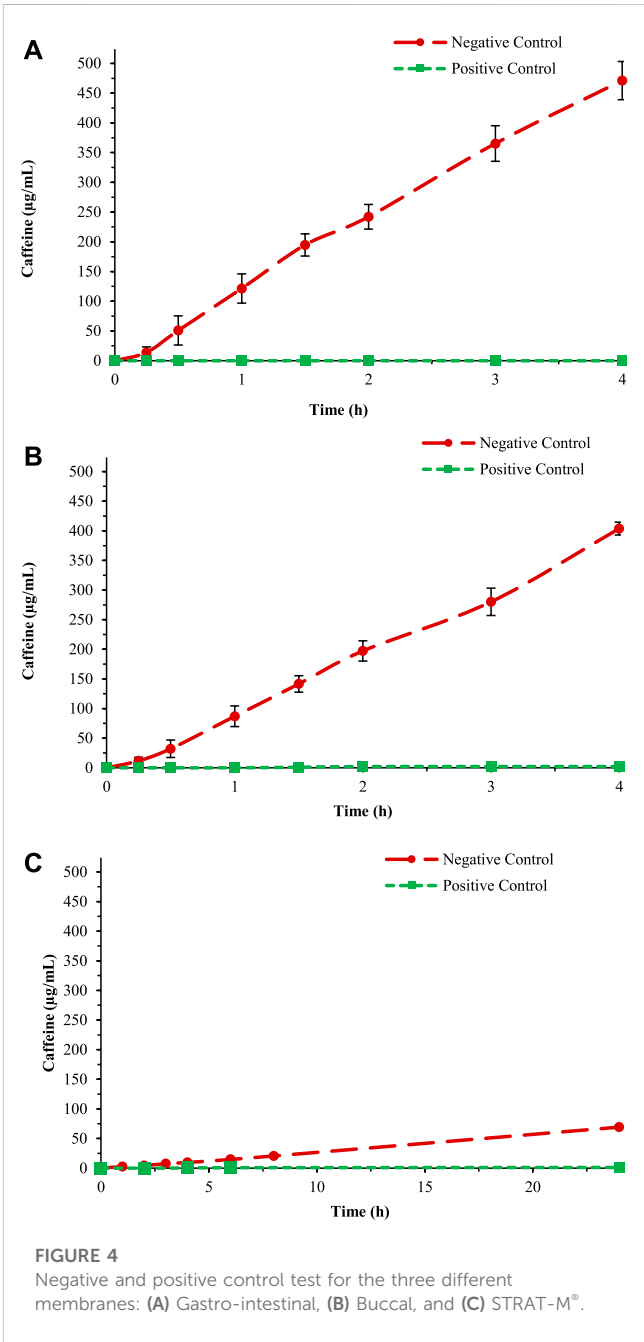 A
Negative Control
Positive Control
500
450
400
350
300
250
200
150
100
50
0
Caffeine (µg/mL)
0 1 2 3 4
Time (h)
B
Negative Control
Positive Control
500
450
400
350
300
250
200
150
100
50
0
Caffeine (µg/mL)
0 1 2 3 4
Time (h)
C
Negative Control
Positive Control
500
450
400
350
300
250
200
150
100
50
0
Caffeine (µg/mL)
0 5 10 15 20
Time (h)
FIGURE 4
Negative and positive control test for the three different
membranes: (A) Gastro-intestinal, (B) Buccal, and (C) STRAT-M®.